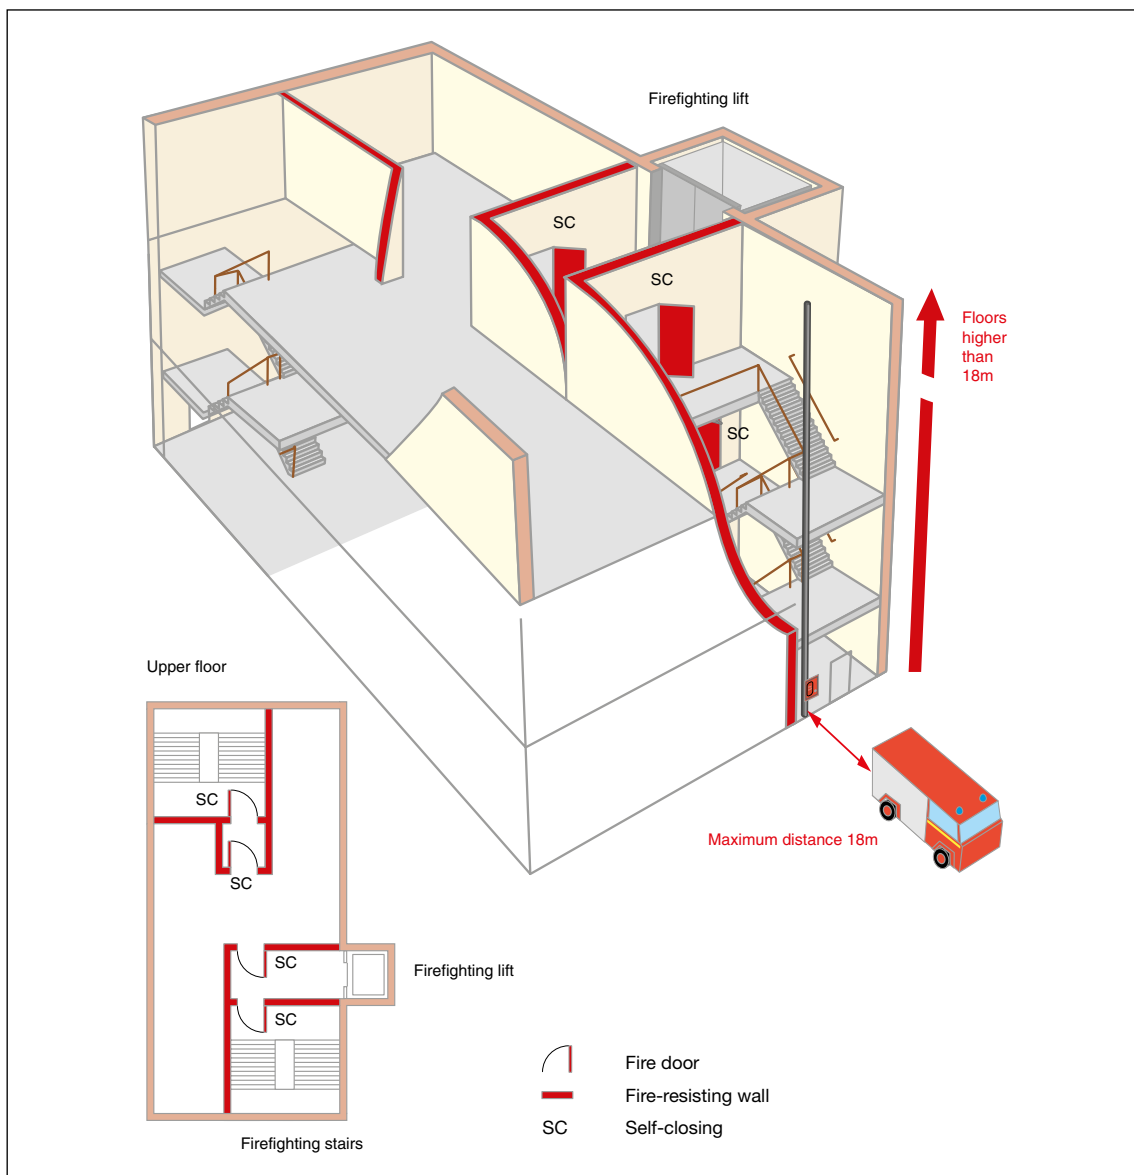 Firefighting lift
SC
SC
Floors
higher
than
18m
SC
Upper floor
Maximum distance 18m
SC
SC
SC
Firefighting lift
SC
Fire door
Fire-resisting wall
SC Self-closing
Firefighting stairs